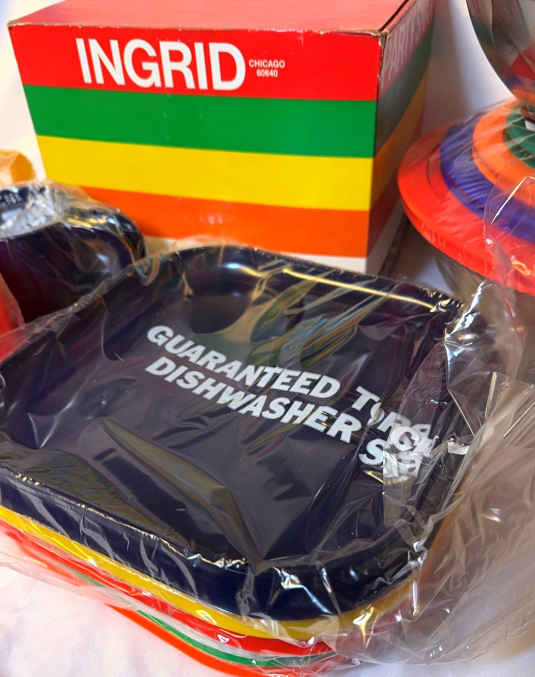 INGRID
CHICAGO
60640
GUARANTEED
DISHWASHER